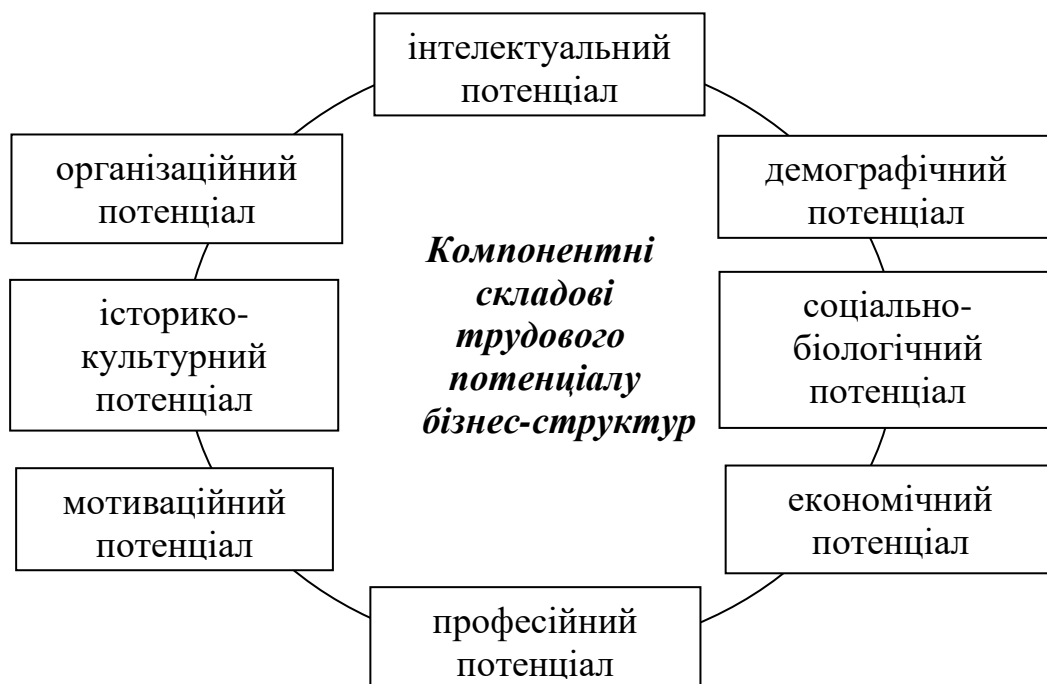 інтелектуальний
потенціал
організаційний
потенціал
демографічний
потенціал
Компонентні
складові
трудового
потенціалу
бізнес-структур
історико-
культурний
потенціал
соціально-
біологічний
потенціал
мотиваційний
потенціал
економічний
потенціал
професійний
потенціал